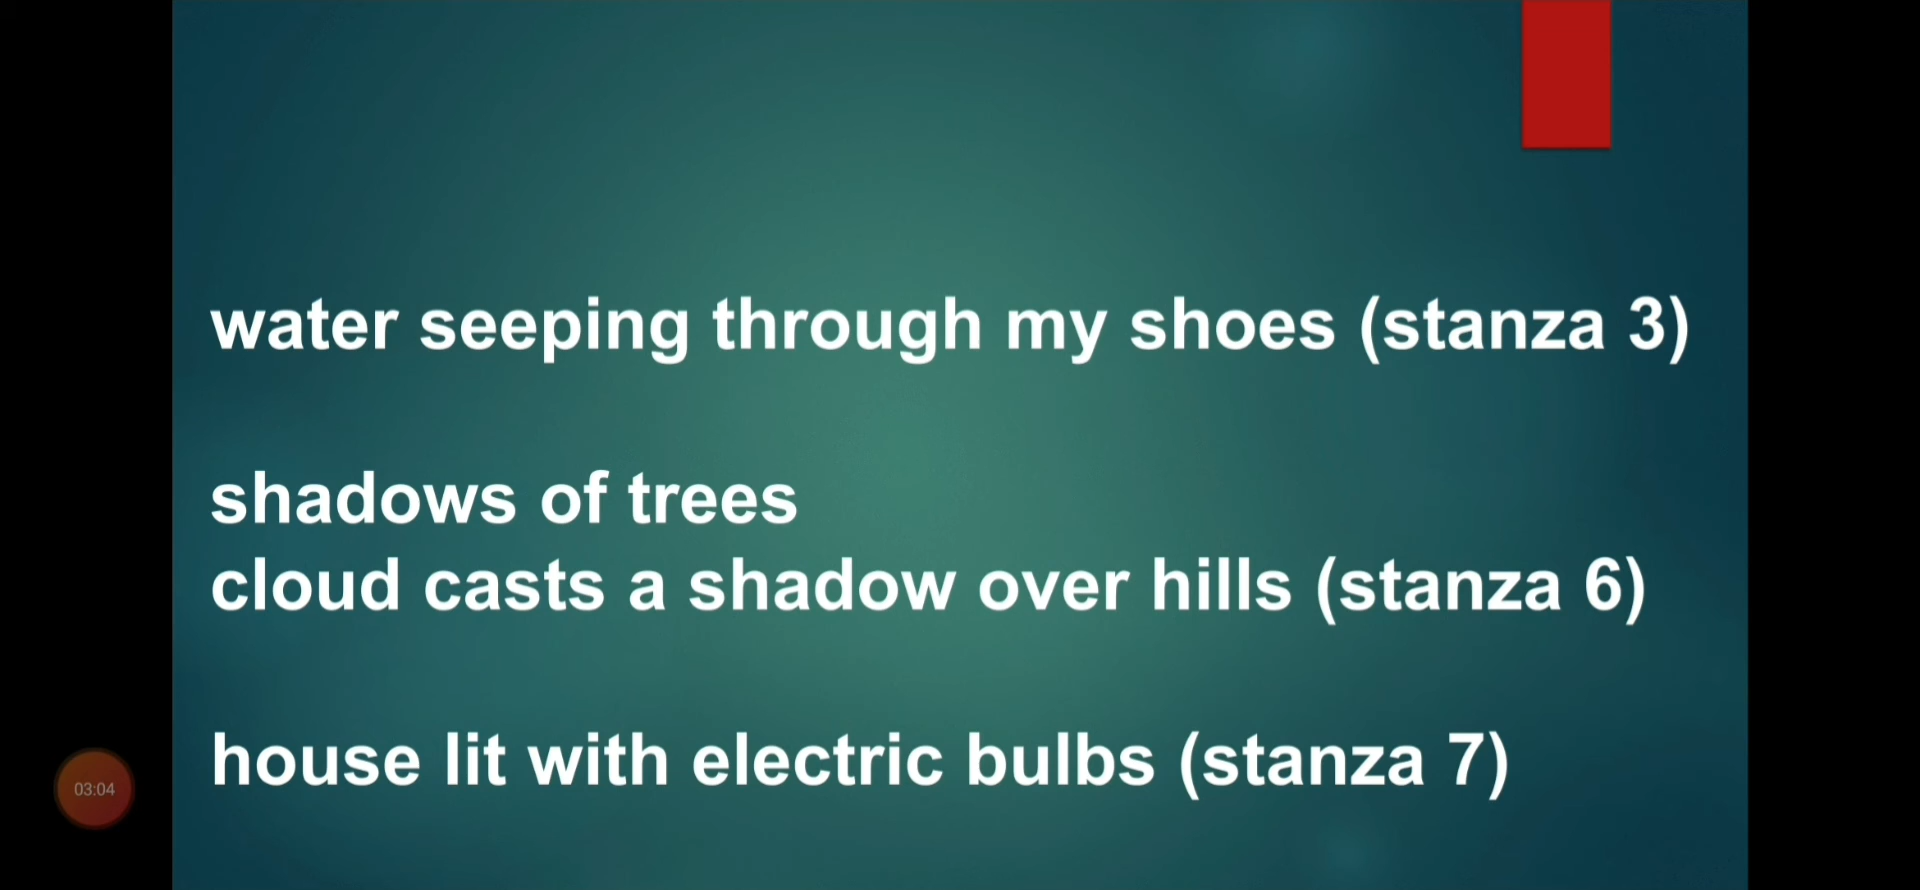 water seeping through my shoes (stanza 3)
shadows of trees
cloud casts a shadow over hills (stanza 6)
house lit with electric bulbs (stanza 7)
03:04